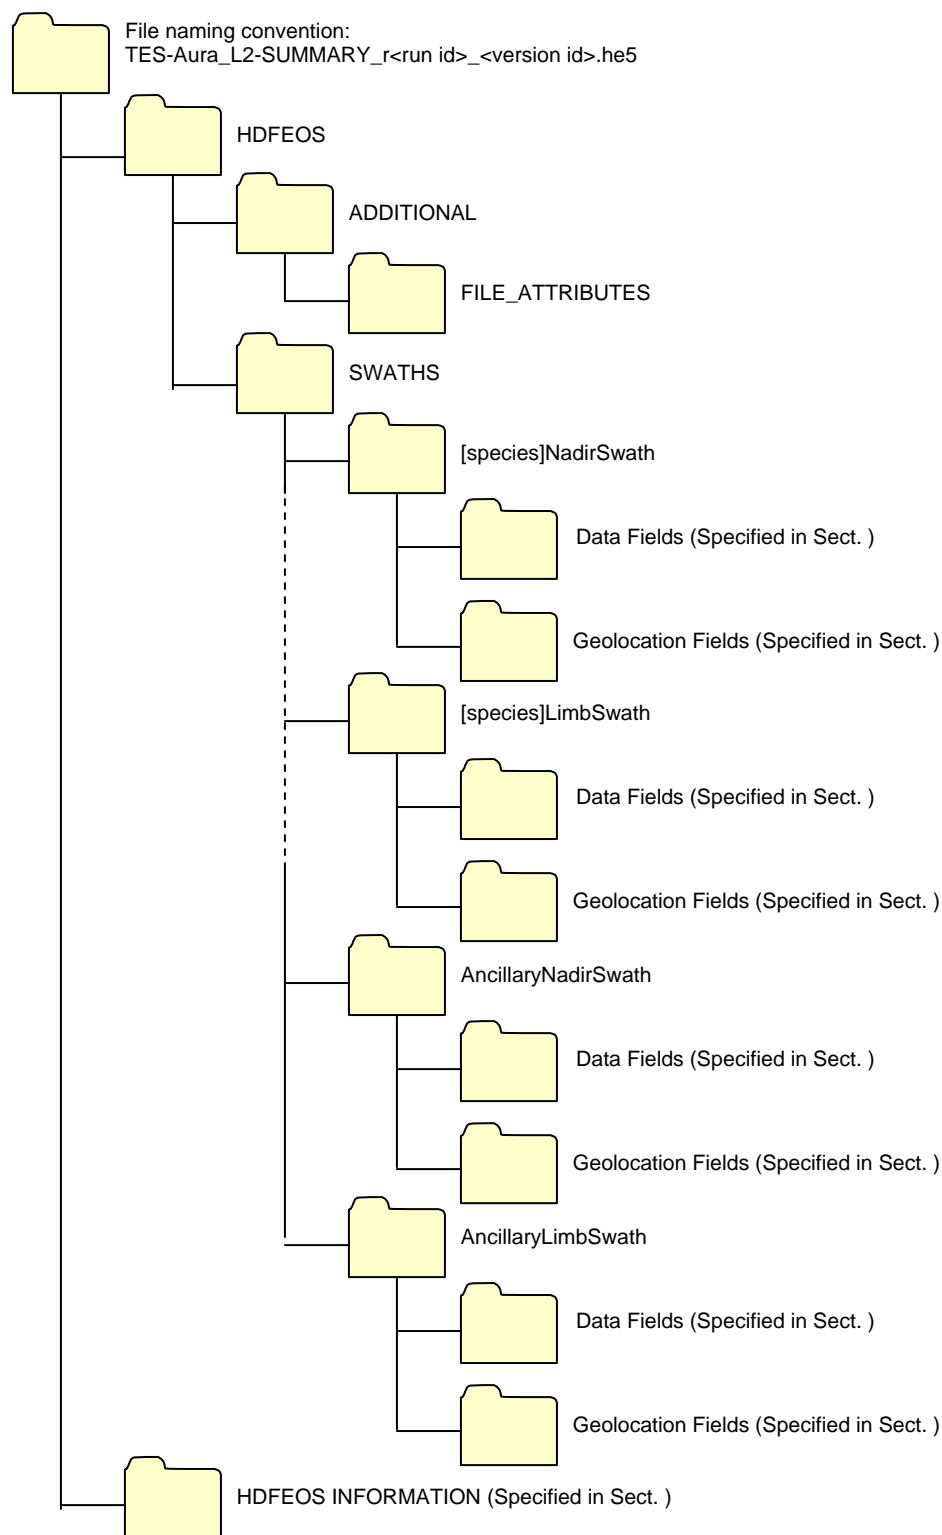 File naming convention:
TES-Aura_L2-SUMMARY_r<run id>_<version id>.he5
HDFEOS
ADDITIONAL
FILE_ATTRIBUTES
SWATHS
[species]NadirSwath
Data Fields (Specified in Sect. )
Geolocation Fields (Specified in Sect. )
[species]LimbSwath
Data Fields (Specified in Sect. )
Geolocation Fields (Specified in Sect. )
AncillaryNadirSwath
Data Fields (Specified in Sect. )
Geolocation Fields (Specified in Sect. )
AncillaryLimbSwath
Data Fields (Specified in Sect. )
Geolocation Fields (Specified in Sect. )
HDFEOS INFORMATION (Specified in Sect. )